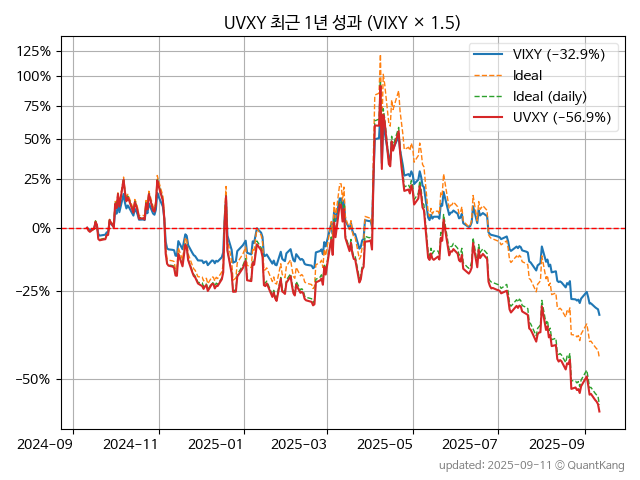 UVXY 최근 1년 성과 (VIXY × 1.5)
125%
100%
75%
50%
25%
0%
−25%
−50%
VIXY (−32.9%)
Ideal
Ideal (daily)
UVXY (−56.9%)
2024-09
2024-11
2025-01
2025-03
2025-05
2025-07
2025-09
updated: 2025-09-11 © QuantKang